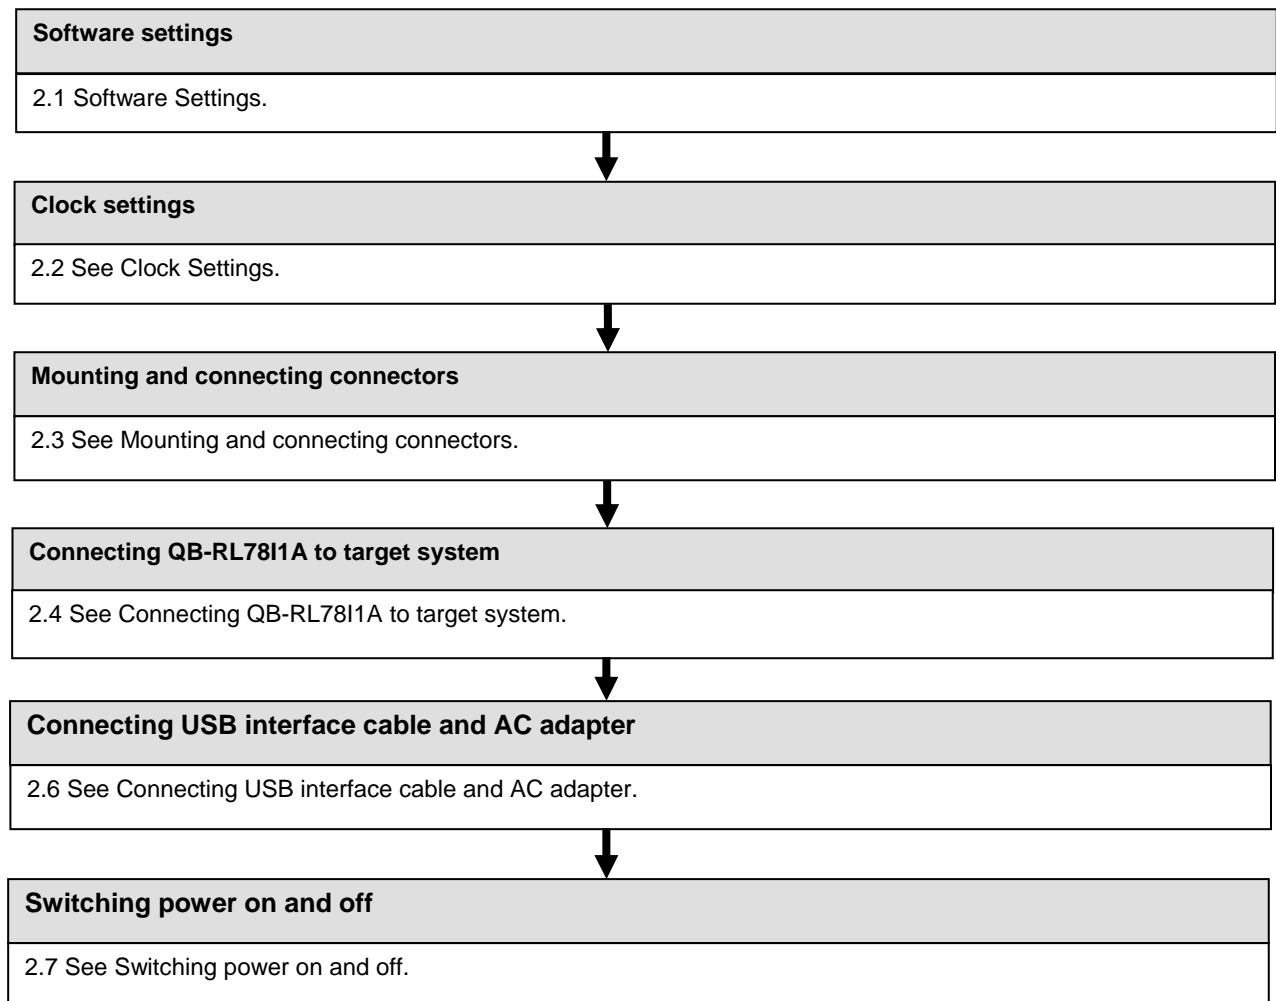 Software settings
2.1 Software Settings.
Clock settings
2.2 See Clock Settings.
Mounting and connecting connectors
2.3 See Mounting and connecting connectors.
Connecting QB-RL78I1A to target system
2.4 See Connecting QB-RL78I1A to target system.
Connecting USB interface cable and AC adapter
2.6 See Connecting USB interface cable and AC adapter.
Switching power on and off
2.7 See Switching power on and off.